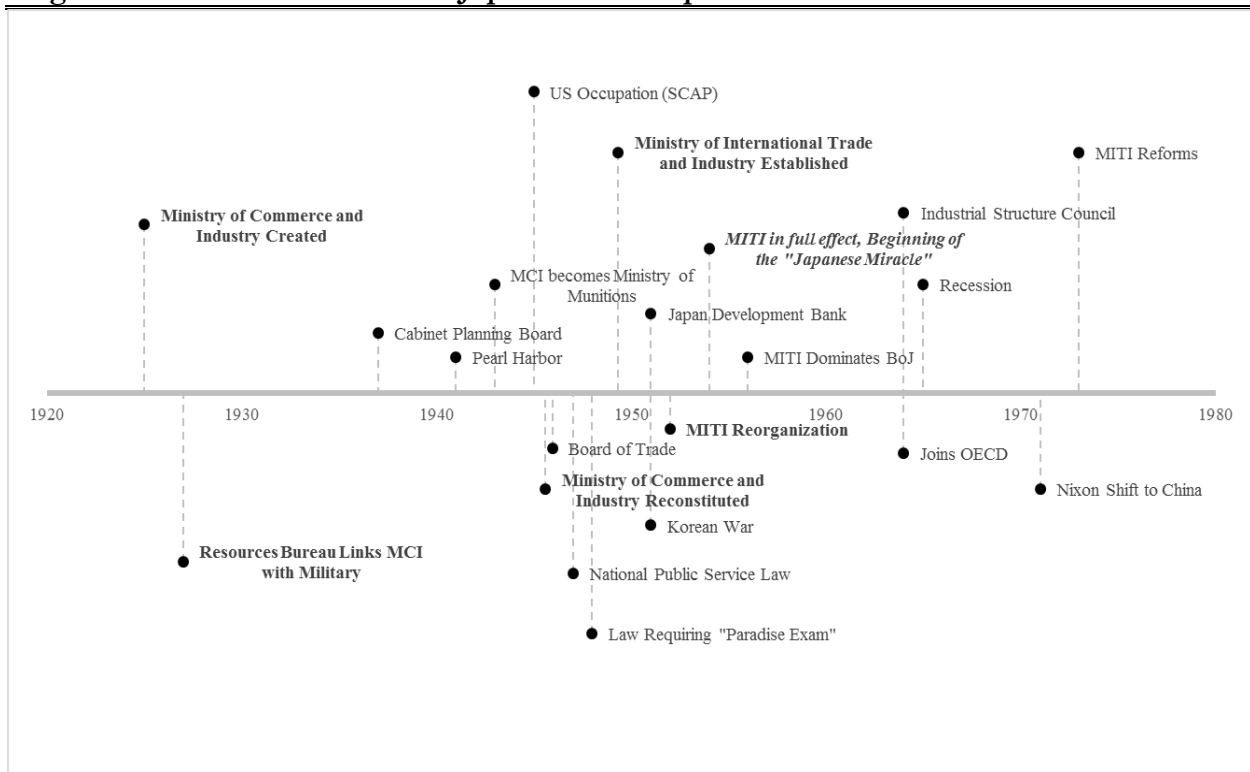 US Occupation (SCAP)
Ministry of International Trade
and Industry Established
MITI Reforms
Ministry of Commerce and
Industry Created
Industrial Structure Council
MITI in full effect, Beginning of
the "Japanese Miracle"
MCI becomes Ministry of
Munitions
Recession
Japan Development Bank
Cabinet Planning Board
Pearl Harbor
MITI Dominates BoJ
1920 1930 1940 1950 1960 1970 1980
MITI Reorganization
Board of Trade
Joins OECD
Ministry of Commerce and
Industry Reconstituted
Nixon Shift to China
Korean War
Resources Bureau Links MCI
with Military
National Public Service Law
Law Requiring "Paradise Exam"